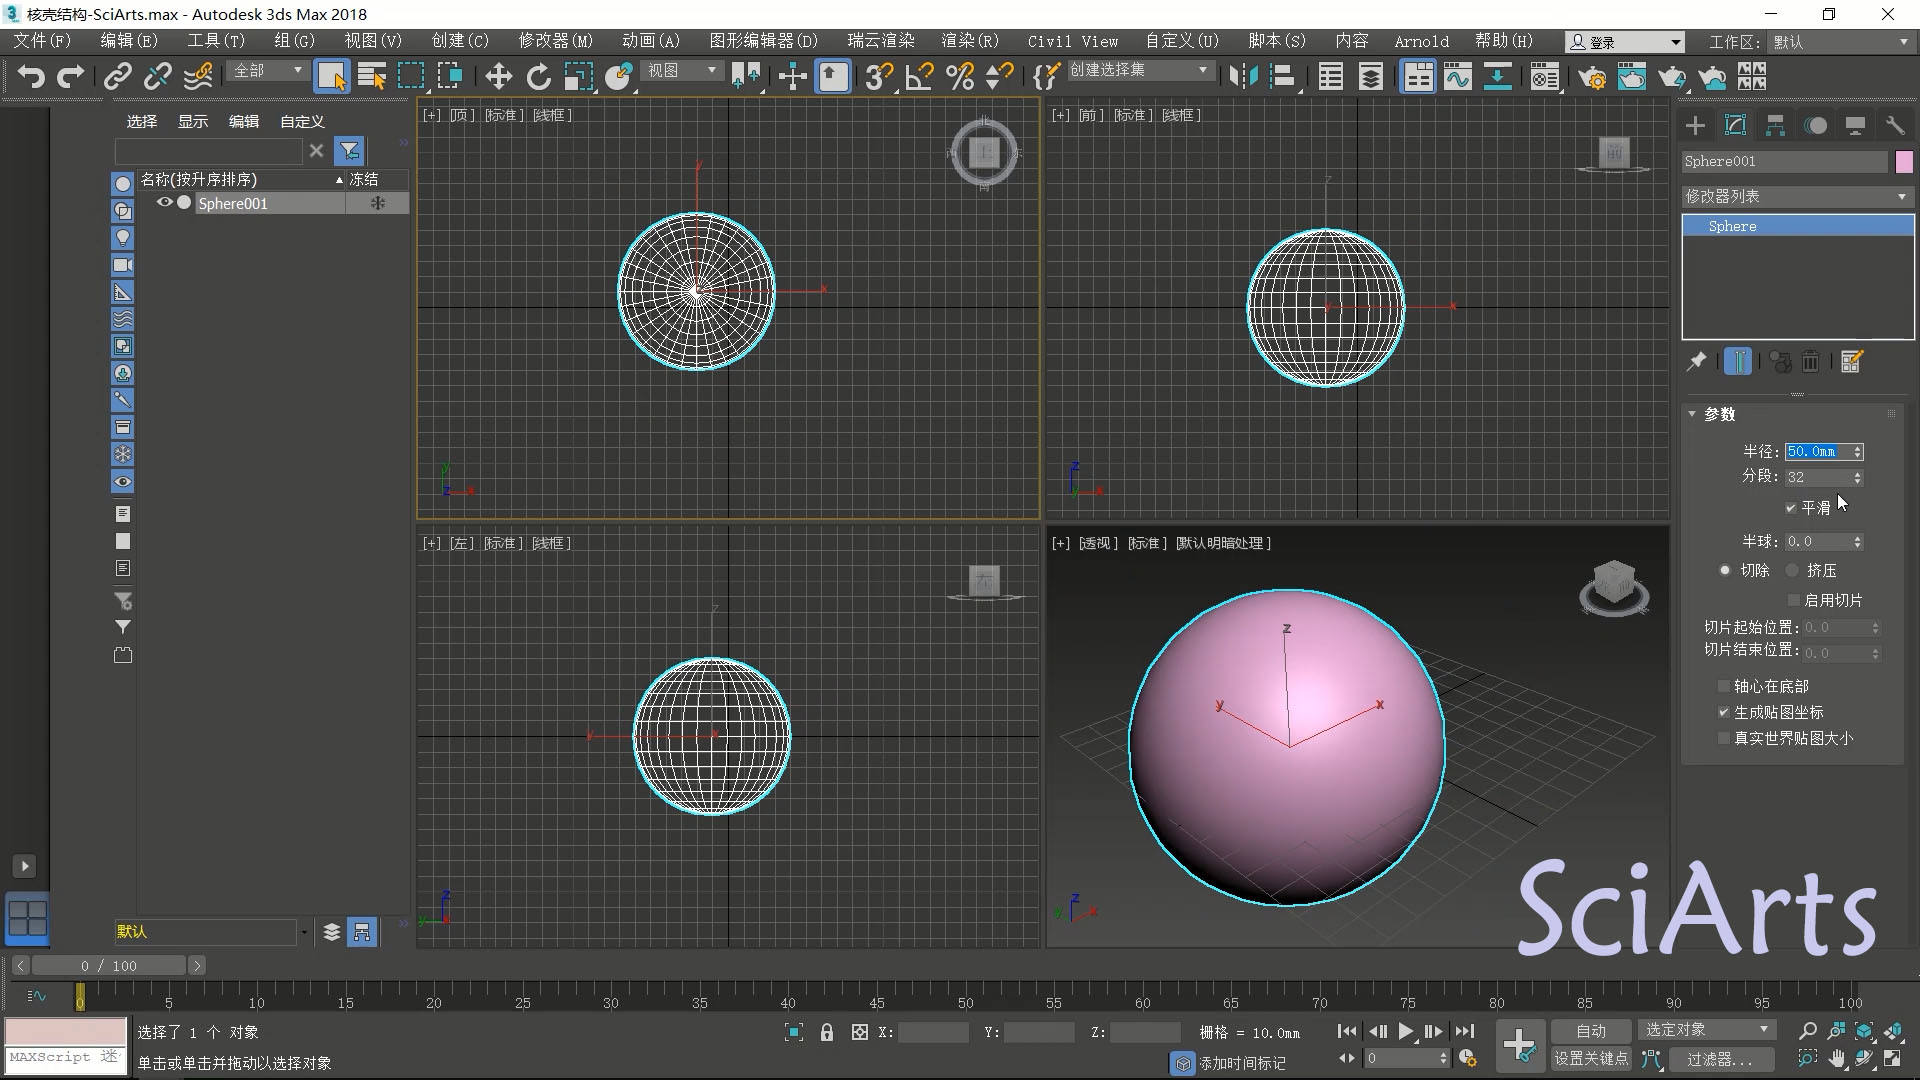 核壳结构-SciArts.max - Autodesk 3ds Max 2018
文件(F) 编辑(E) 工具(T) 组(G) 视图(V) 创建(C) 修改器(M) 动画(A) 图形编辑器(D) 瑞云渲染 渲染(R) Civil View 自定义(U) 脚本(S) 内容 Arnold 帮助(H) 登录 工作区: 默认
全部 视图 创建选择集
选择 显示 编辑 自定义
名称(按升序排序) 冻结
Sphere001
[+] [顶] [标准] [线框]
上
北
南
东
y
x
y
z x
[+] [前] [标准] [线框]
前
z
y x
z
y x
[+] [左] [标准] [线框]
左
z
y x
z
y x
[+] [透视] [标准] [默认明暗处理]
z
y x
z
y x
Sphere001
修改器列表
Sphere
参数
半径: 50.0mm
分段: 32
平滑
半球: 0.0
切除 挤压
启用切片
切片起始位置: 0.0
切片结束位置: 0.0
轴心在底部
生成贴图坐标
真实世界贴图大小
SciArts
默认
0 / 100
0 5 10 15 20 25 30 35 40 45 50 55 60 65 70 75 80 85 90 95 100
选择了 1 个 对象
X: Y: Z: 栅格 = 10.0mm
自动 选定对象
MAXScript 迷
单击或单击并拖动以选择对象
添加时间标记
0
设置关键点 过滤器...